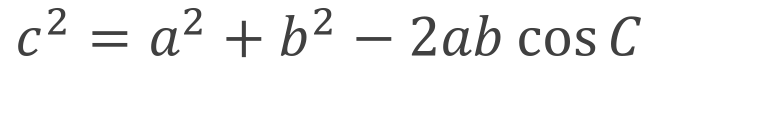 c² = a² + b² − 2ab cos C